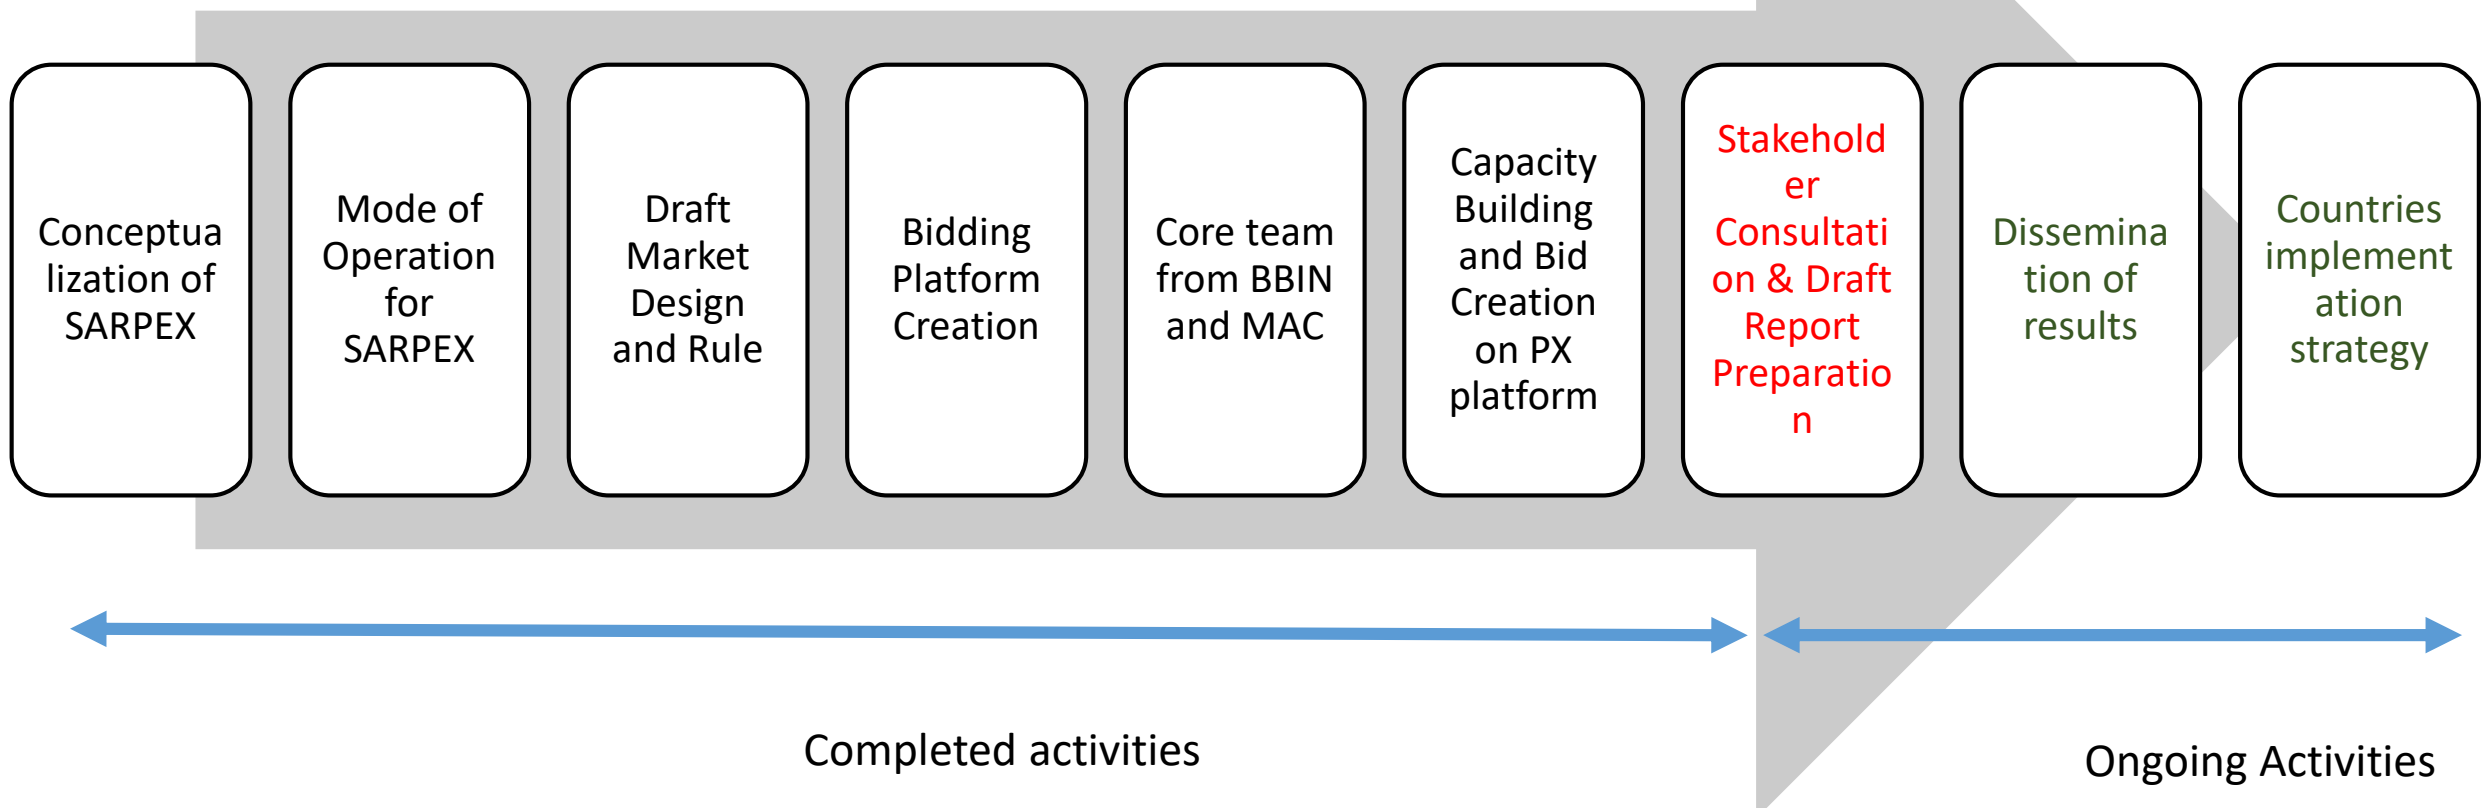 Conceptua
lization of
SARPEX
Mode of
Operation
for
SARPEX
Draft
Market
Design
and Rule
Bidding
Platform
Creation
Core team
from BBIN
and MAC
Capacity
Building
and Bid
Creation
on PX
platform
Stakehold
er
Consultati
on & Draft
Report
Preparatio
n
Dissemina
tion of
results
Countries
implement
ation
strategy
Completed activities
Ongoing Activities